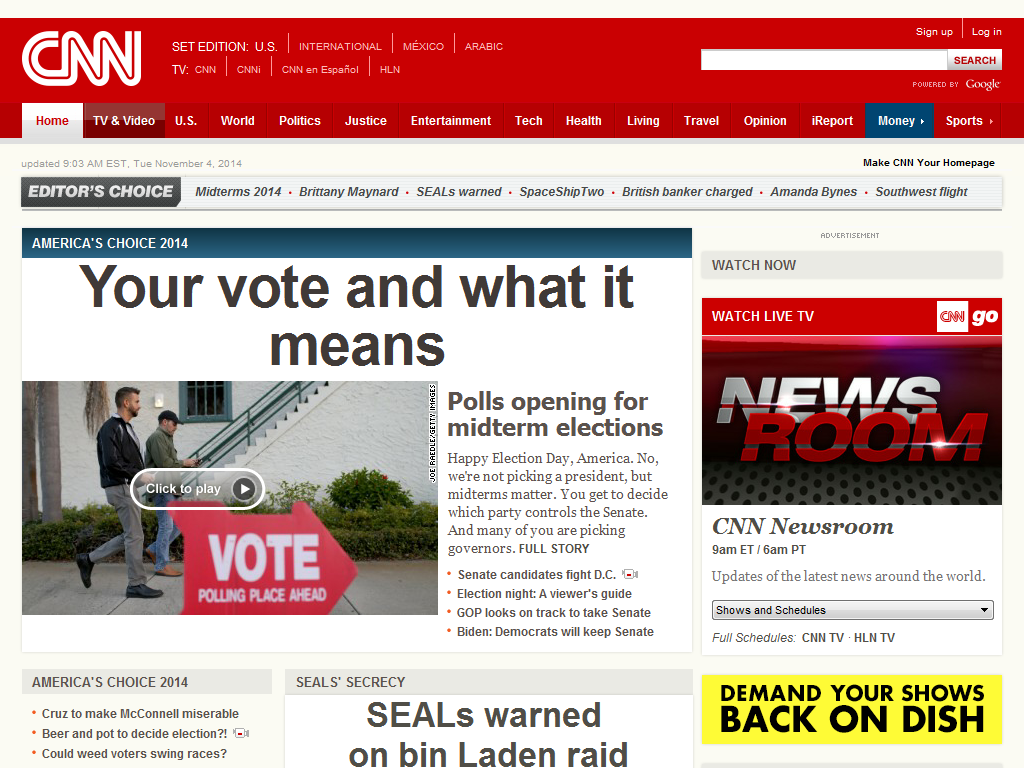 CNN
SET EDITION: U.S. INTERNATIONAL MÉXICO ARABIC
TV: CNN CNNi CNN en Español HLN
Sign up Log in
SEARCH
POWERED BY Google
Home TV & Video U.S. World Politics Justice Entertainment Tech Health Living Travel Opinion iReport Money Sports
updated 9:03 AM EST, Tue November 4, 2014
Make CNN Your Homepage
EDITOR'S CHOICE Midterms 2014 • Brittany Maynard • SEALs warned • SpaceShipTwo • British banker charged • Amanda Bynes • Southwest flight
AMERICA'S CHOICE 2014
Your vote and what it
means
JOE RAEDLE/GETTY IMAGES
Click to play
VOTE
POLLING PLACE AHEAD
Polls opening for
midterm elections
Happy Election Day, America. No,
we're not picking a president, but
midterms matter. You get to decide
which party controls the Senate.
And many of you are picking
governors. FULL STORY
• Senate candidates fight D.C.
• Election night: A viewer's guide
• GOP looks on track to take Senate
• Biden: Democrats will keep Senate
ADVERTISEMENT
WATCH NOW
WATCH LIVE TV CNN go
NEWS
ROOM
CNN Newsroom
9am ET / 6am PT
Updates of the latest news around the world.
Shows and Schedules
Full Schedules: CNN TV · HLN TV
DEMAND YOUR SHOWS
BACK ON DISH
AMERICA'S CHOICE 2014
• Cruz to make McConnell miserable
• Beer and pot to decide election?!
• Could weed voters swing races?
SEALS' SECRECY
SEALs warned
on bin Laden raid